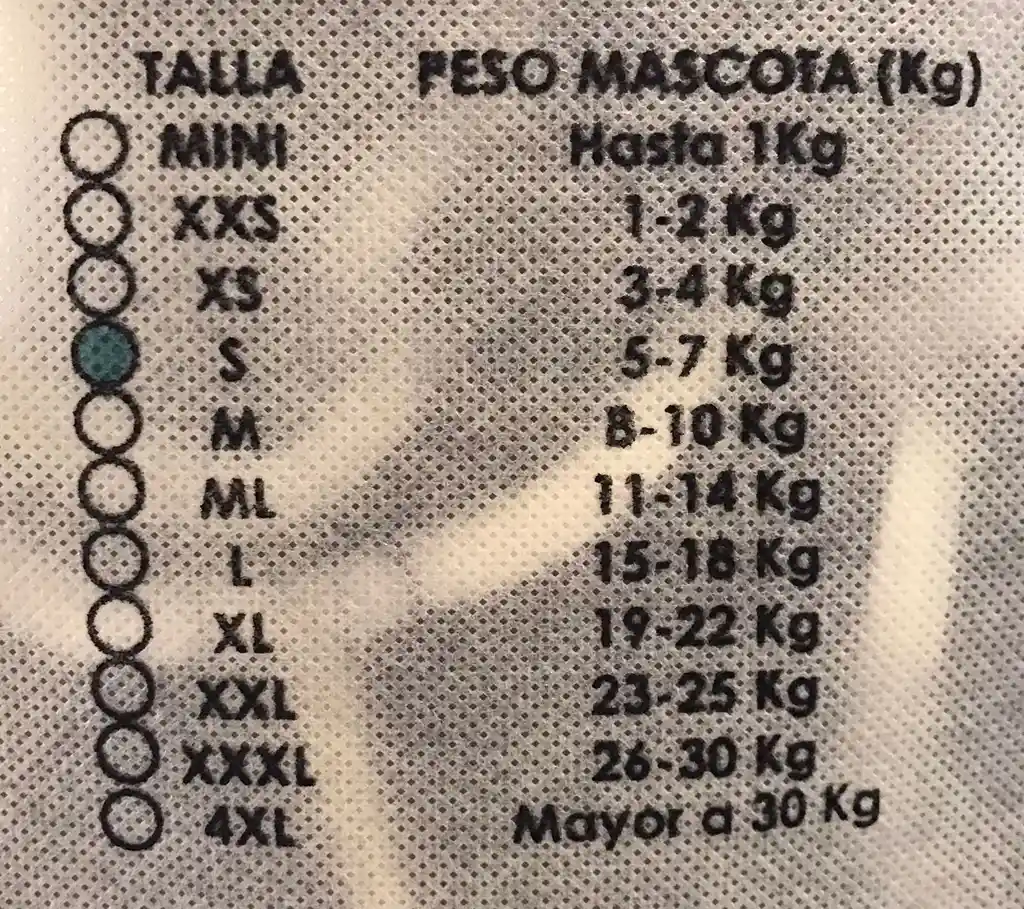 TALLA PESO MASCOTA (Kg)
MINI Hasta 1Kg
XXS 1-2 Kg
XS 3-4 Kg
S 5-7 Kg
M 8-10 Kg
ML 11-14 Kg
L 15-18 Kg
XL 19-22 Kg
XXL 23-25 Kg
XXXL 26-30 Kg
4XL Mayor a 30 Kg